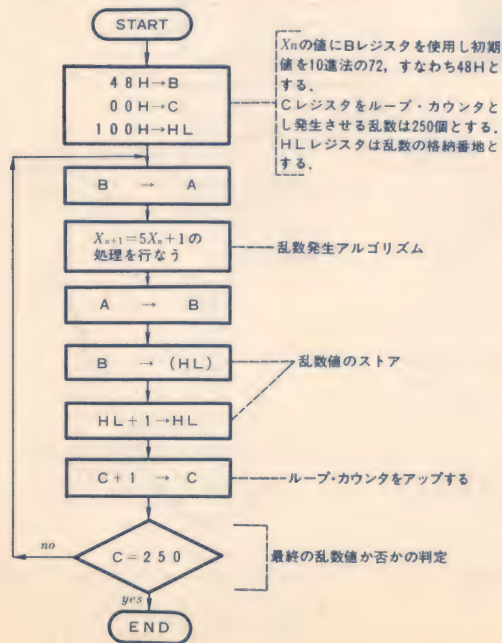 START
48H→B
00H→C
100H→HL
Xnの値にBレジスタを使用し初期
値を10進法の72，すなわち48Hと
する．
Cレジスタをループ・カウンタと
し発生させる乱数は250個とする．
HLレジスタは乱数の格納番地と
する．
B → A
Xn+1=5Xn+1の
処理を行なう
乱数発生アルゴリズム
A → B
B → (HL)
乱数値のストア
HL+1→HL
C+1 → C
ループ・カウンタをアップする
no
C=250
最終の乱数値か否かの判定
yes
END